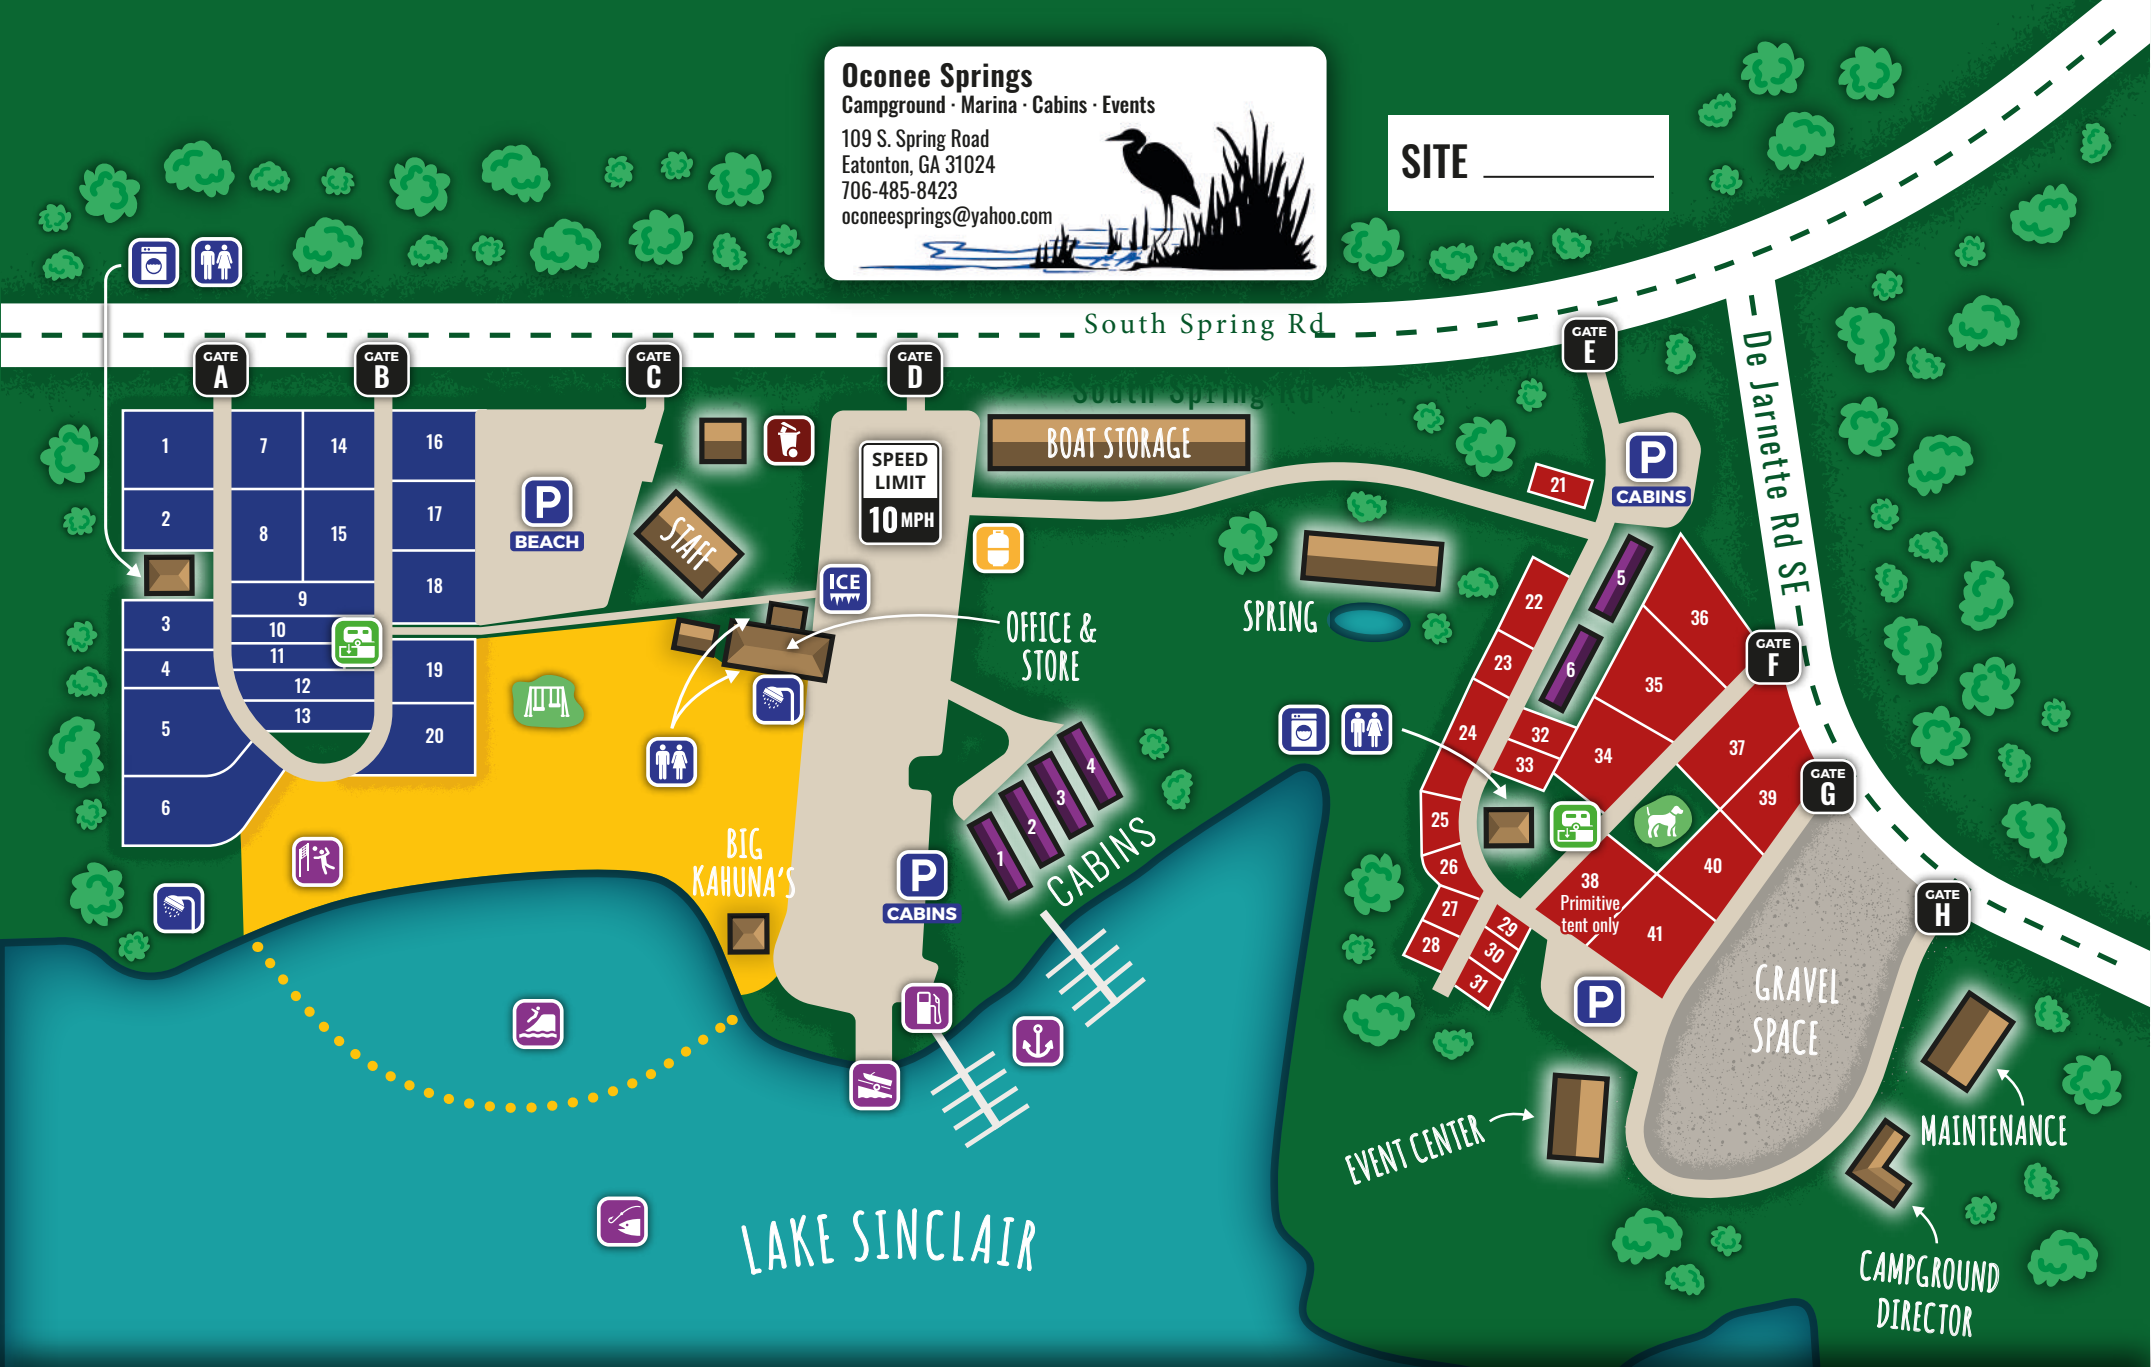 Oconee Springs
Campground · Marina · Cabins · Events
109 S. Spring Road
Eatonton, GA 31024
706-485-8423
oconeesprings@yahoo.com
SITE
South Spring Rd
South Spring Rd
De Jarnette Rd SE
GATE
A
GATE
B
GATE
C
GATE
D
GATE
E
GATE
F
GATE
G
GATE
H
1
2
3
4
5
6
7
8
9
10
11
12
13
14
15
16
17
18
19
20
P
BEACH
STAFF
SPEED
LIMIT
10 MPH
BOAT STORAGE
ICE
OFFICE &
STORE
BIG
KAHUNA'S
P
CABINS
1
2
3
4
CABINS
LAKE SINCLAIR
SPRING
P
CABINS
5
6
21
22
23
24
25
26
27
28
29
30
31
32
33
34
35
36
37
38
Primitive
tent only
39
40
41
P
GRAVEL
SPACE
EVENT CENTER
MAINTENANCE
CAMPGROUND
DIRECTOR